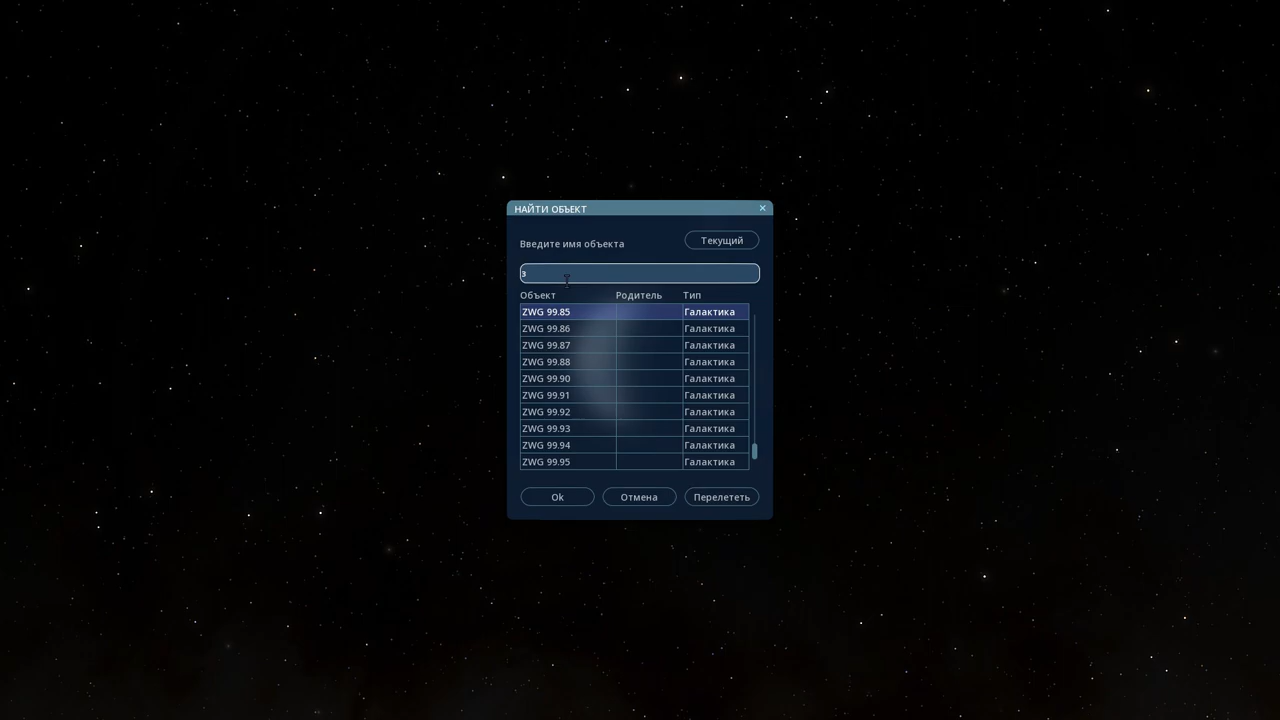 НАЙТИ ОБЪЕКТ
Введите имя объекта
Текущий
з
Объект Родитель Тип
ZWG 99.85 Галактика
ZWG 99.86 Галактика
ZWG 99.87 Галактика
ZWG 99.88 Галактика
ZWG 99.90 Галактика
ZWG 99.91 Галактика
ZWG 99.92 Галактика
ZWG 99.93 Галактика
ZWG 99.94 Галактика
ZWG 99.95 Галактика
Ok Отмена Перелететь